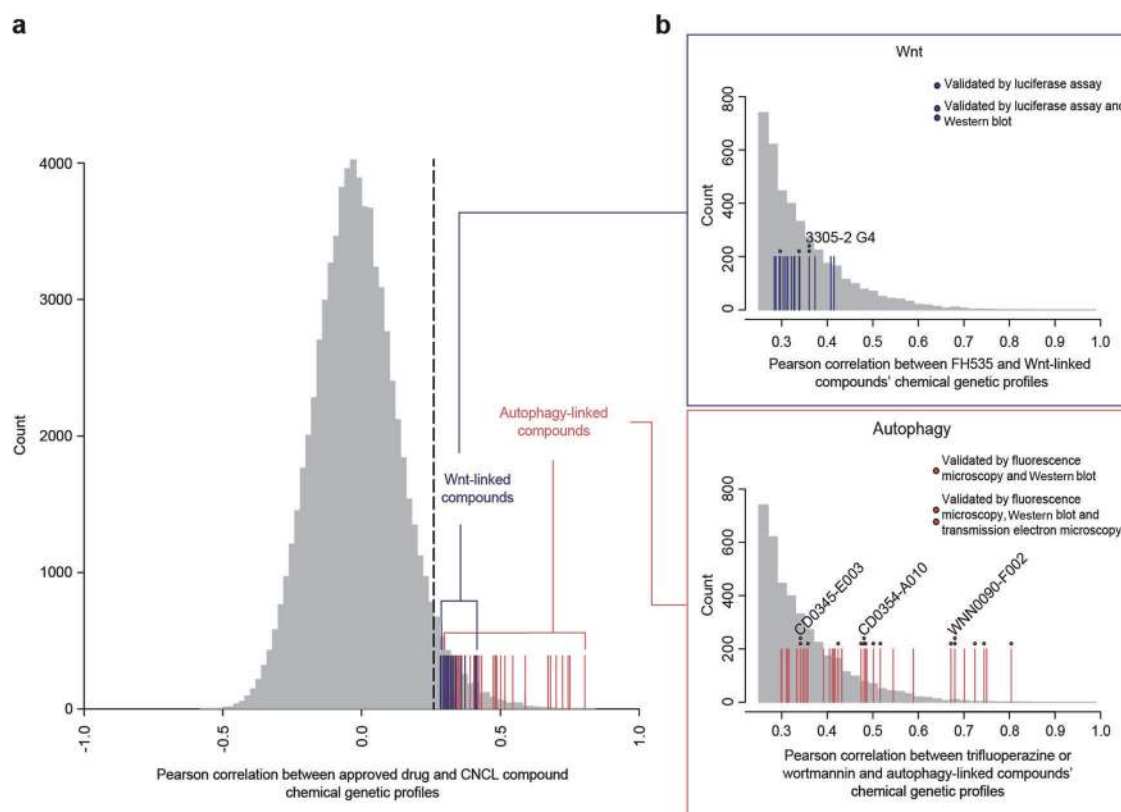 a
4000
3000
2000
1000
0
Count
-1.0
-0.5
0.0
0.5
1.0
Pearson correlation between approved drug and CNCL compound
chemical genetic profiles
Autophagy-linked
compounds
Wnt-linked
compounds
b
Wnt
Validated by luciferase assay
Validated by luciferase assay and
Western blot
800
600
400
200
0
Count
3305-2 G4
0.3
0.4
0.5
0.6
0.7
0.8
0.9
1.0
Pearson correlation between FH535 and Wnt-linked
compounds' chemical genetic profiles
Autophagy
Validated by fluorescence
microscopy and Western blot
Validated by fluorescence
microscopy, Western blot and
transmission electron microscopy
800
600
400
200
0
Count
CD0345-E003
CD0354-A010
WNN0090-F002
0.3
0.4
0.5
0.6
0.7
0.8
0.9
1.0
Pearson correlation between trifluoperazine or
wortmannin and autophagy-linked compounds'
chemical genetic profiles